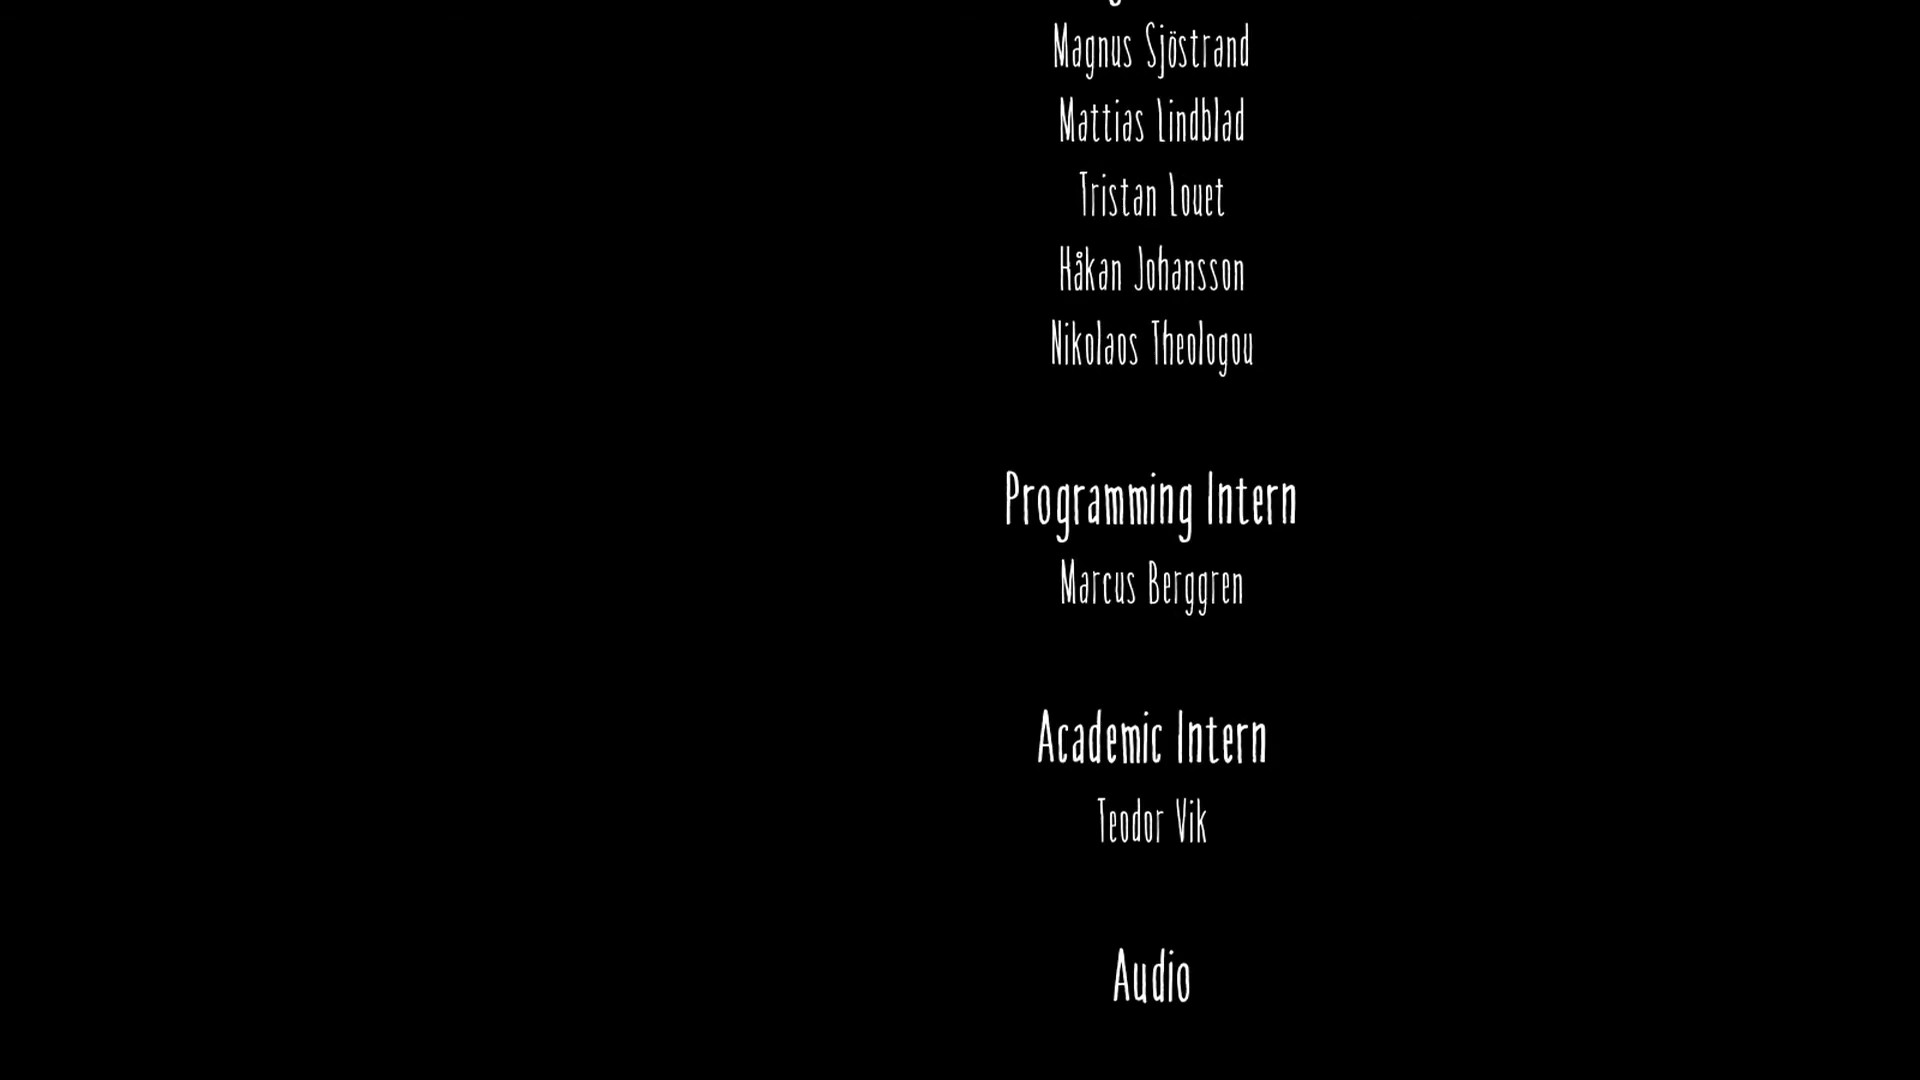 Magnus Sjöstrand
Mattias Lindblad
Tristan Louet
Håkan Johansson
Nikolaos Theologou
Programming Intern
Marcus Berggren
Academic Intern
Teodor Vik
Audio